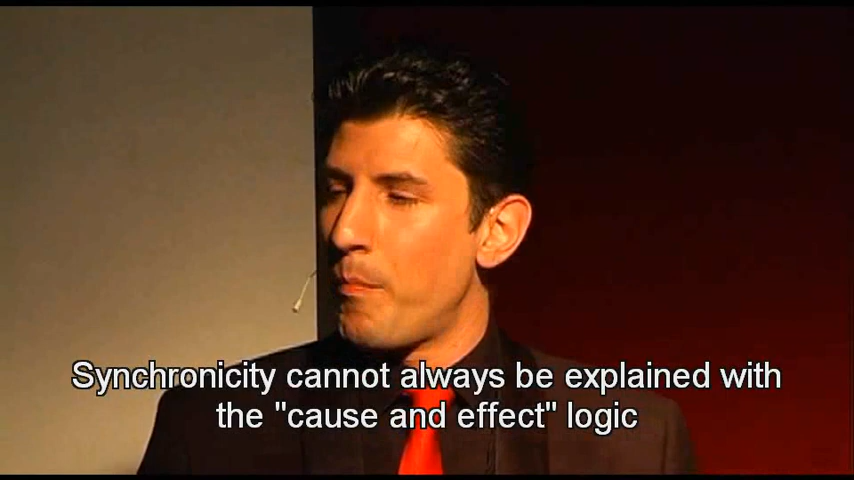 Synchronicity cannot always be explained with
the "cause and effect" logic